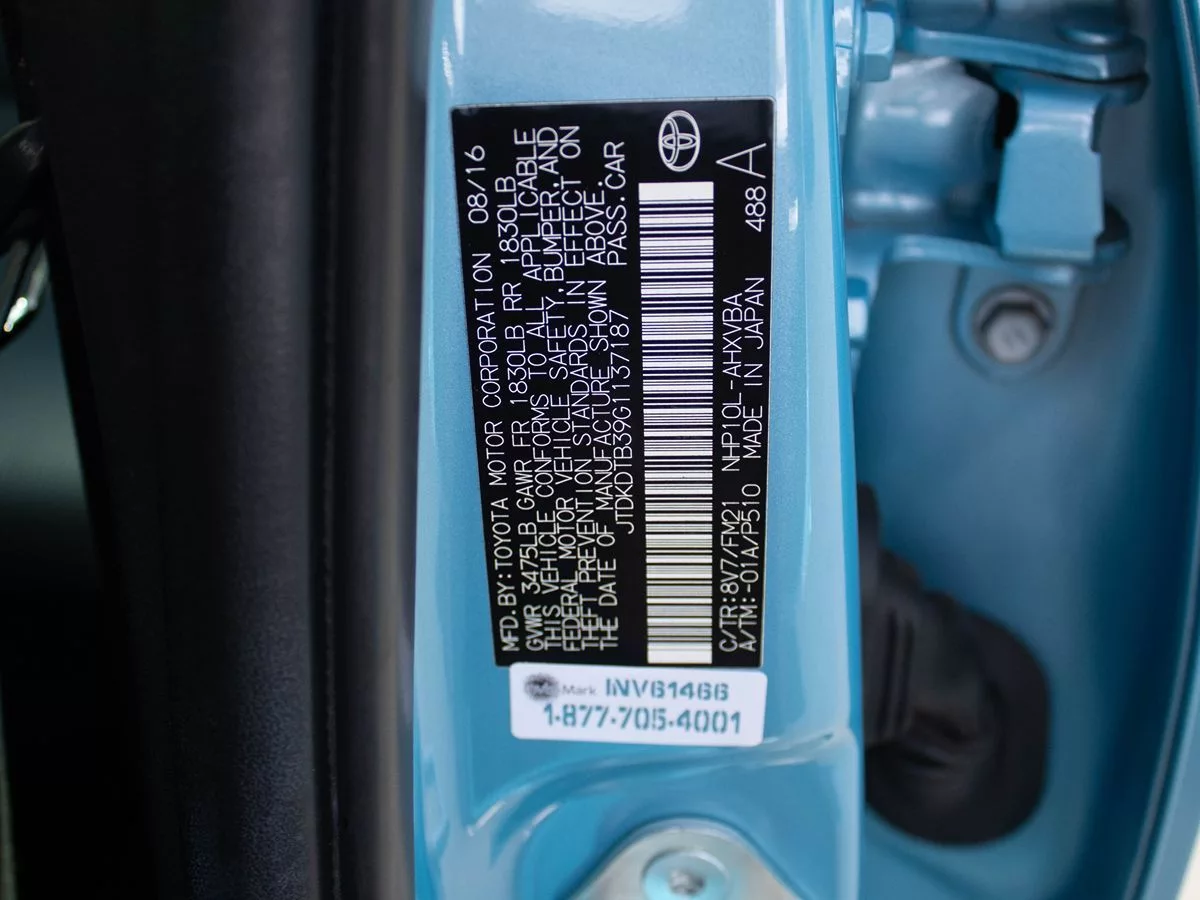 MFD. BY: TOYOTA MOTOR CORPORATION 08/16
GVWR 3475LB GAWR FR 1830LB RR 1830LB
THIS VEHICLE CONFORMS TO ALL APPLICABLE
FEDERAL MOTOR VEHICLE SAFETY, BUMPER, AND
THEFT PREVENTION STANDARDS IN EFFECT ON
THE DATE OF MANUFACTURE SHOWN ABOVE.
JTDKDTB39G1137187 PASS. CAR
C/TR: 8V7/FM21 NHP10L-AHXVBA 488 A
A/TM: -01A/P510 MADE IN JAPAN
Mark INV61466
1-877-705-4001